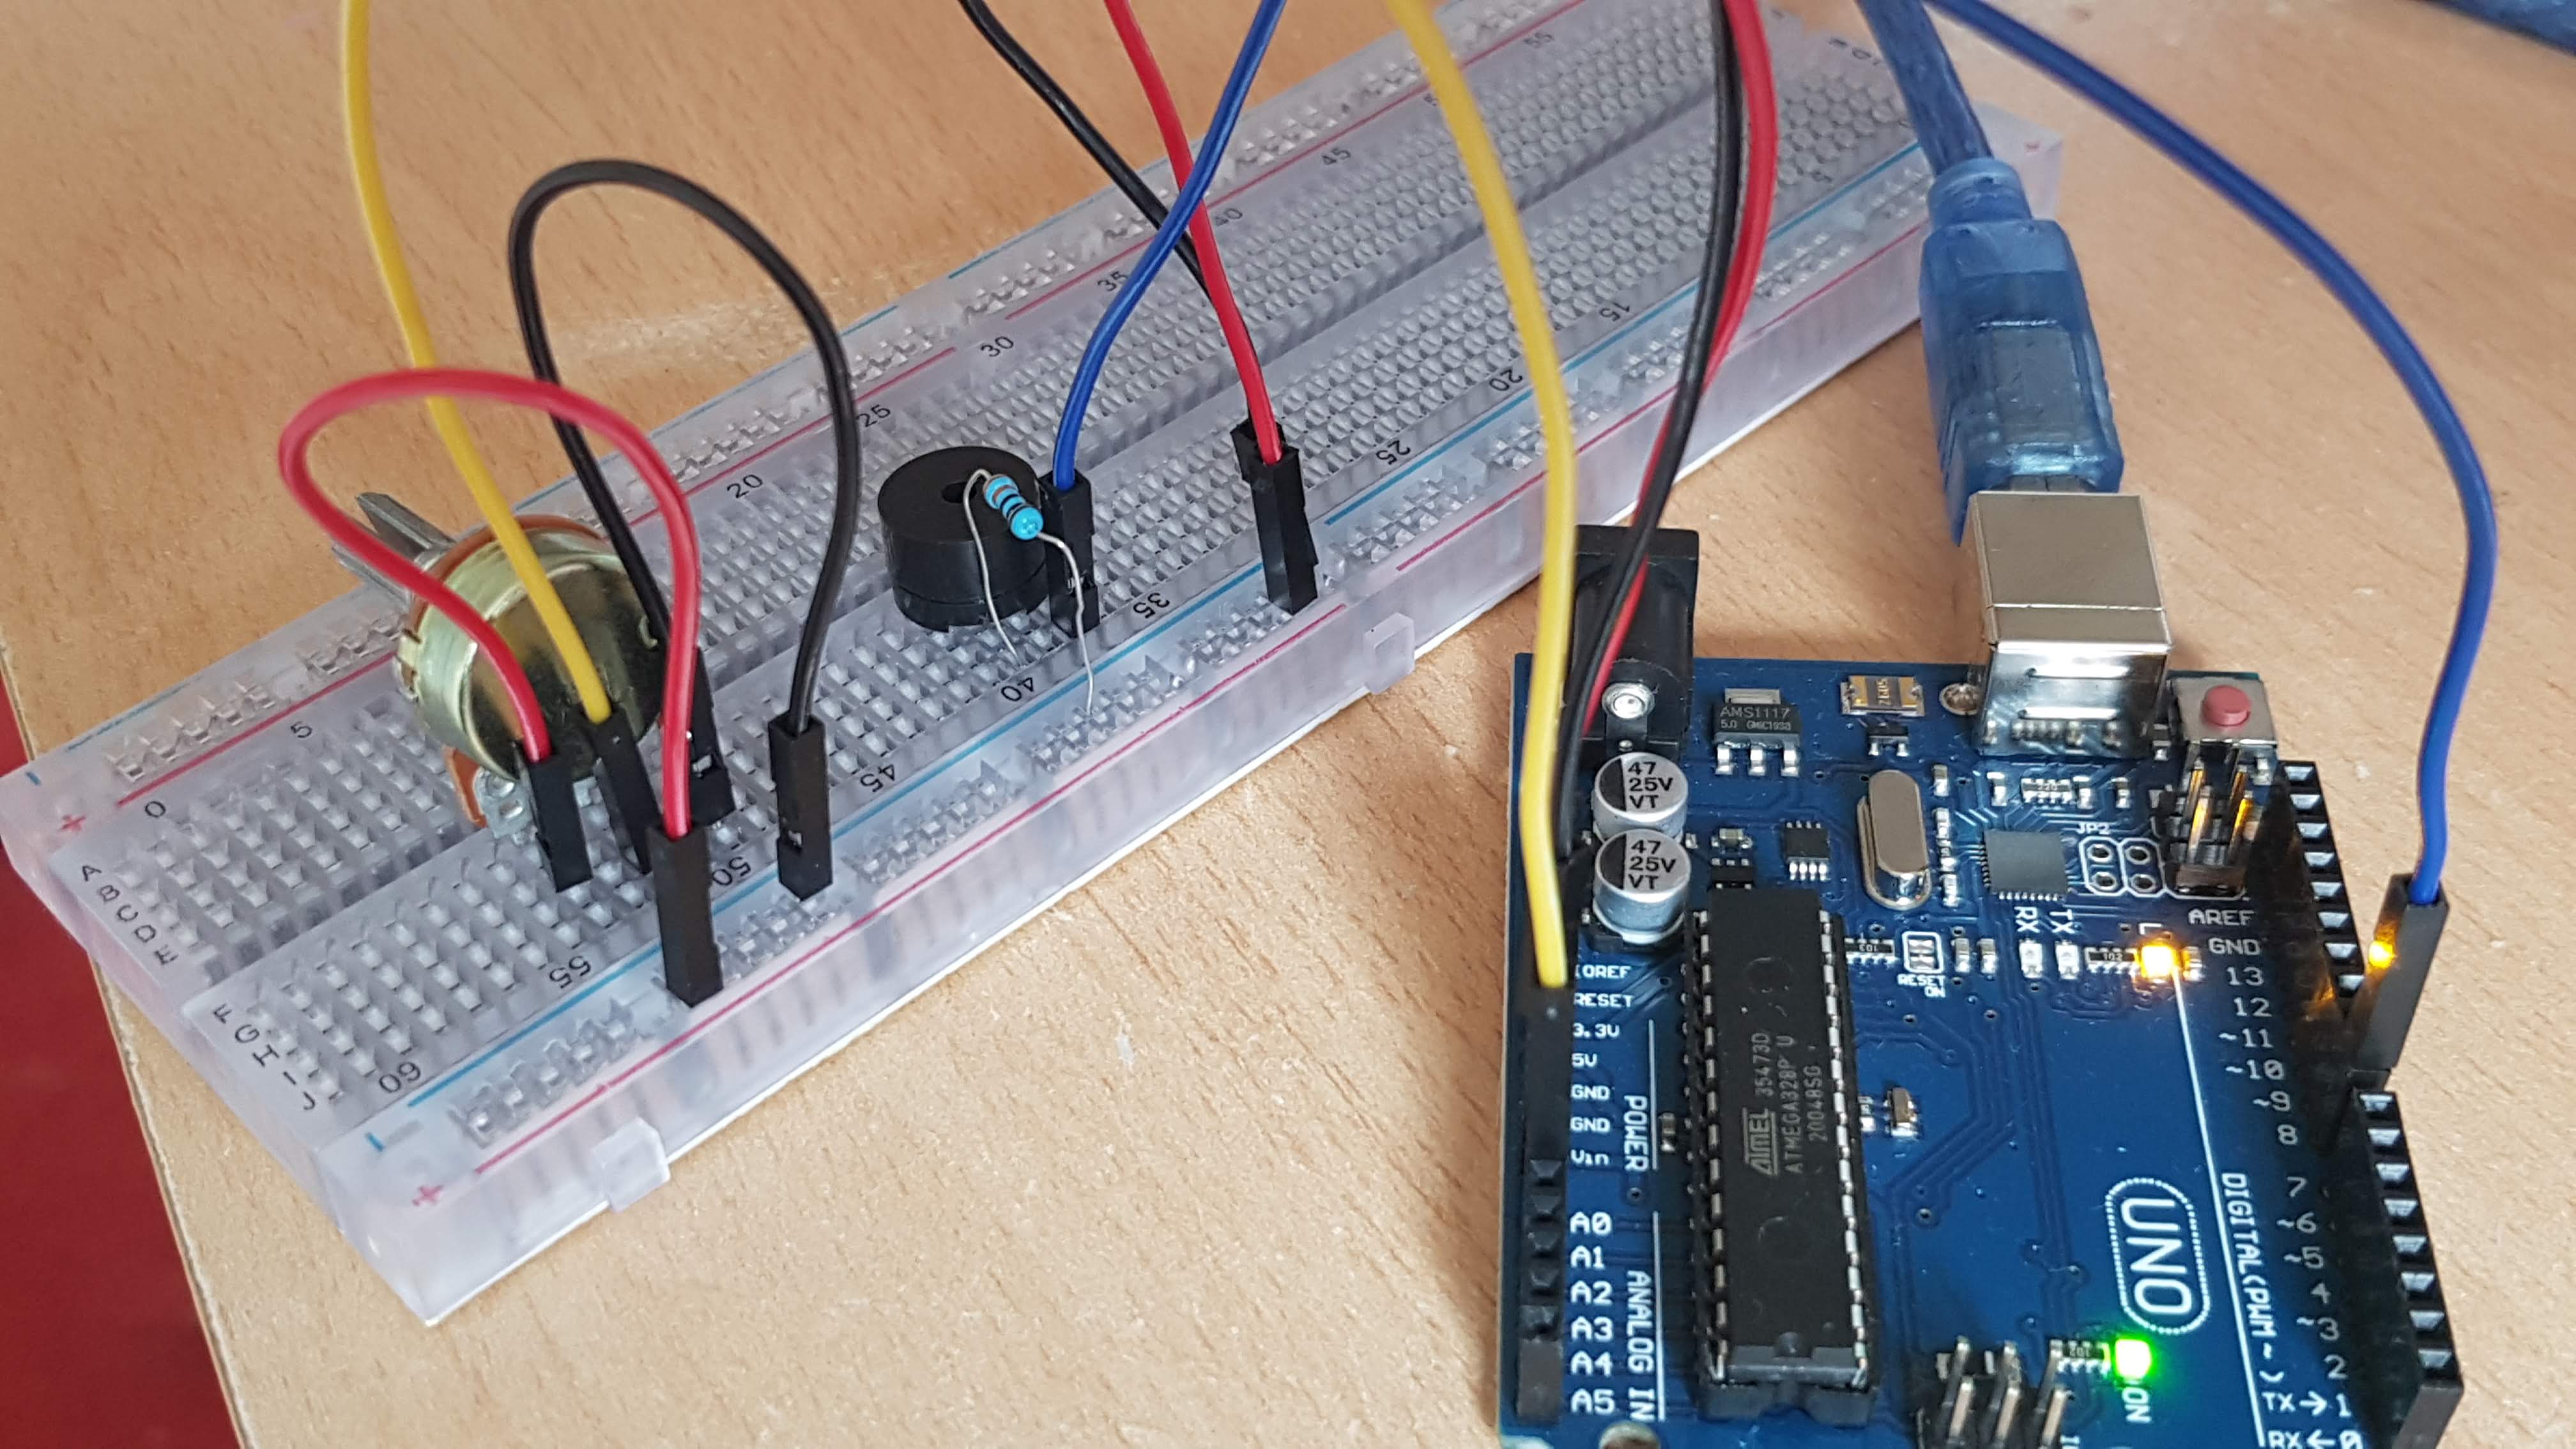 55
45
40
35
30
25
20
5
0
A
B
C
D
E
15
20
25
35
40
45
50
55
60
F
G
H
I
J
-
+
+
AMS1117
5.0
47
25V
VT
47
25V
VT
JP2
RX
TX
L
RESET
ON
AREF
GND
13
12
~11
~10
~9
8
7
~6
~5
4
~3
2
TX→1
RX←0
DIGITAL(PWM~)
UNO
ON
IOREF
RESET
3.3V
5V
GND
GND
Vin
POWER
A0
A1
A2
A3
A4
A5
ANALOG IN
ATMEL 35473D
ATMEGA328P U
20048SG